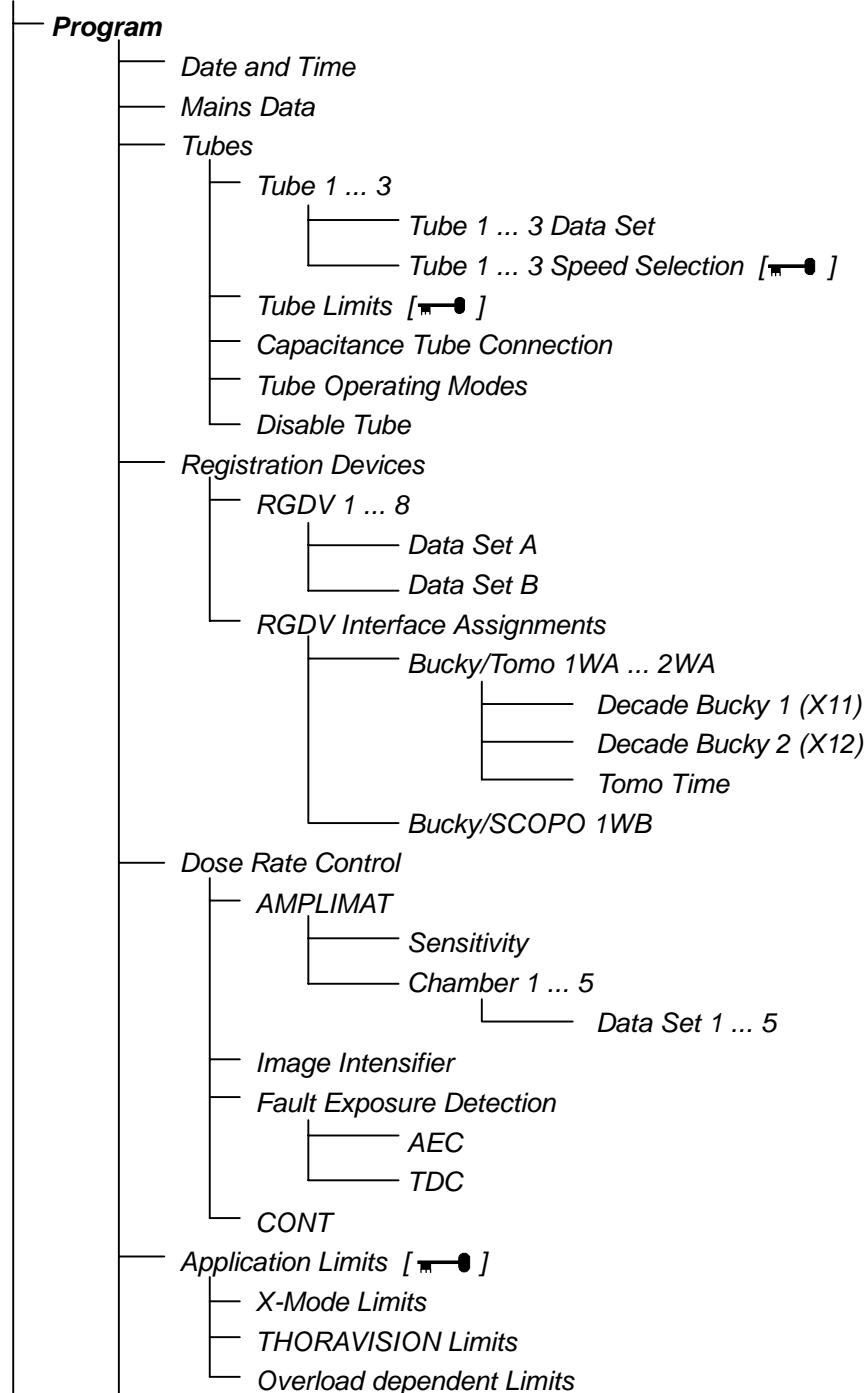 Program
Date and Time
Mains Data
Tubes
Tube 1 ... 3
Tube 1 ... 3 Data Set
Tube 1 ... 3 Speed Selection [ ]
Tube Limits [ ]
Capacitance Tube Connection
Tube Operating Modes
Disable Tube
Registration Devices
RGDV 1 ... 8
Data Set A
Data Set B
RGDV Interface Assignments
Bucky/Tomo 1WA ... 2WA
Decade Bucky 1 (X11)
Decade Bucky 2 (X12)
Tomo Time
Bucky/SCOPO 1WB
Dose Rate Control
AMPLIMAT
Sensitivity
Chamber 1 ... 5
Data Set 1 ... 5
Image Intensifier
Fault Exposure Detection
AEC
TDC
CONT
Application Limits [ ]
X-Mode Limits
THORAVISION Limits
Overload dependent Limits